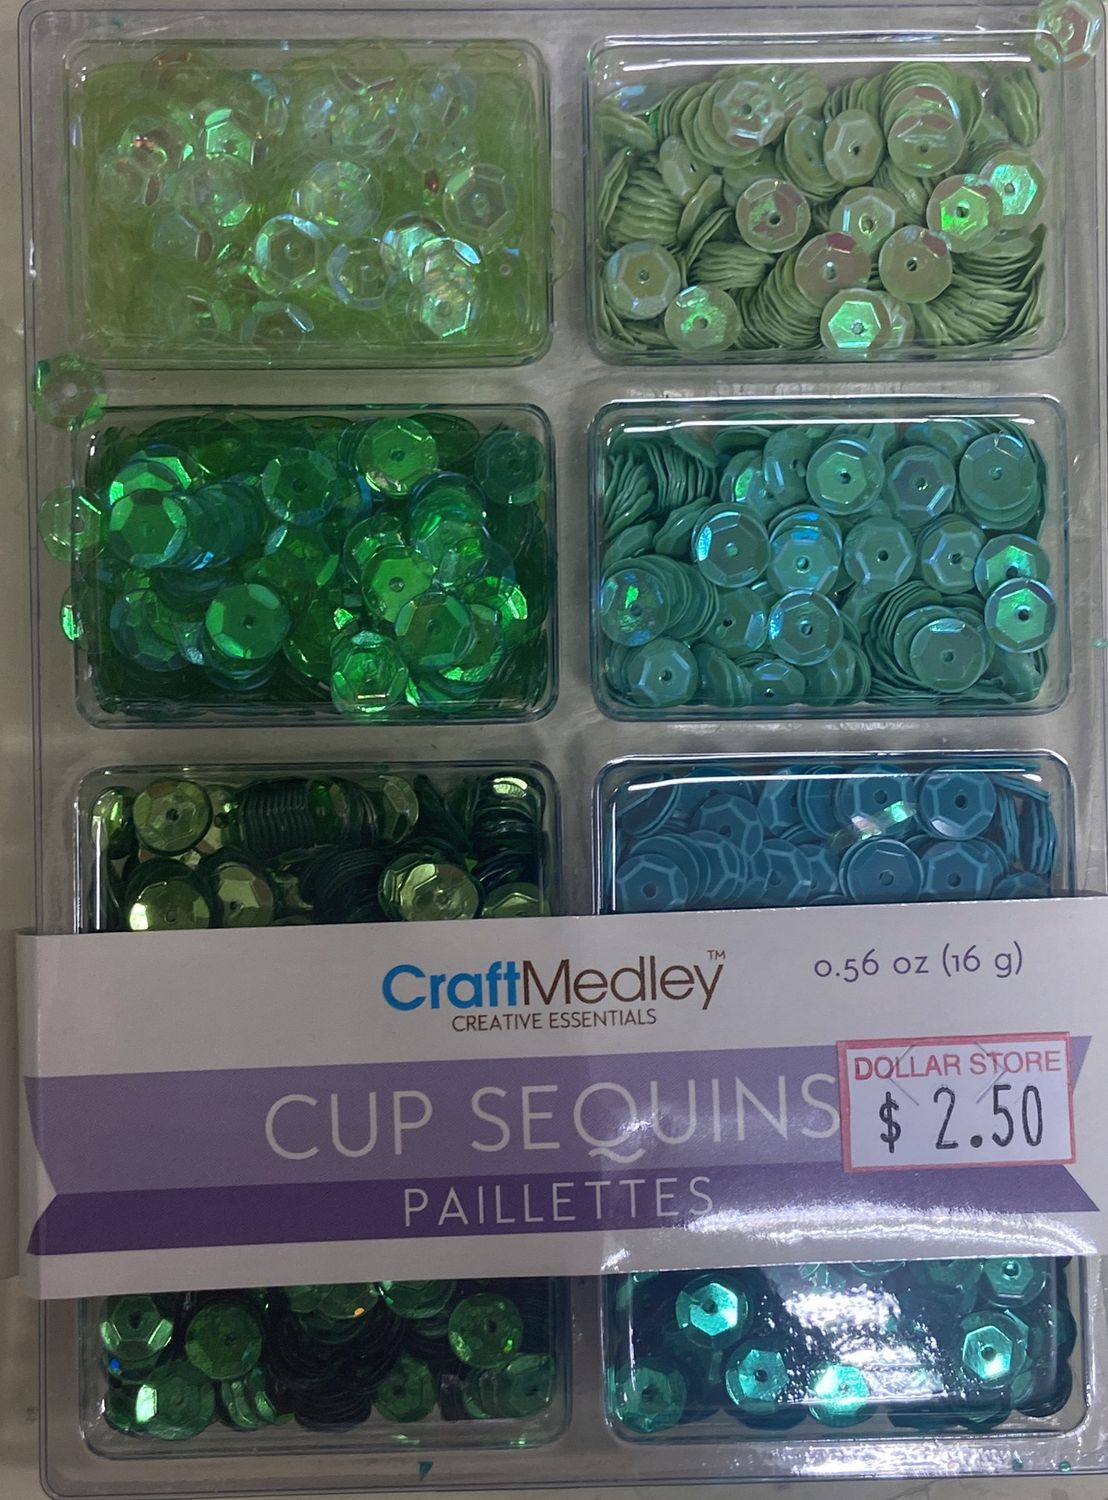 CraftMedley™
CREATIVE ESSENTIALS
0.56 oz (16 g)
CUP SEQUINS
PAILLETTES
DOLLAR STORE
$ 2.50